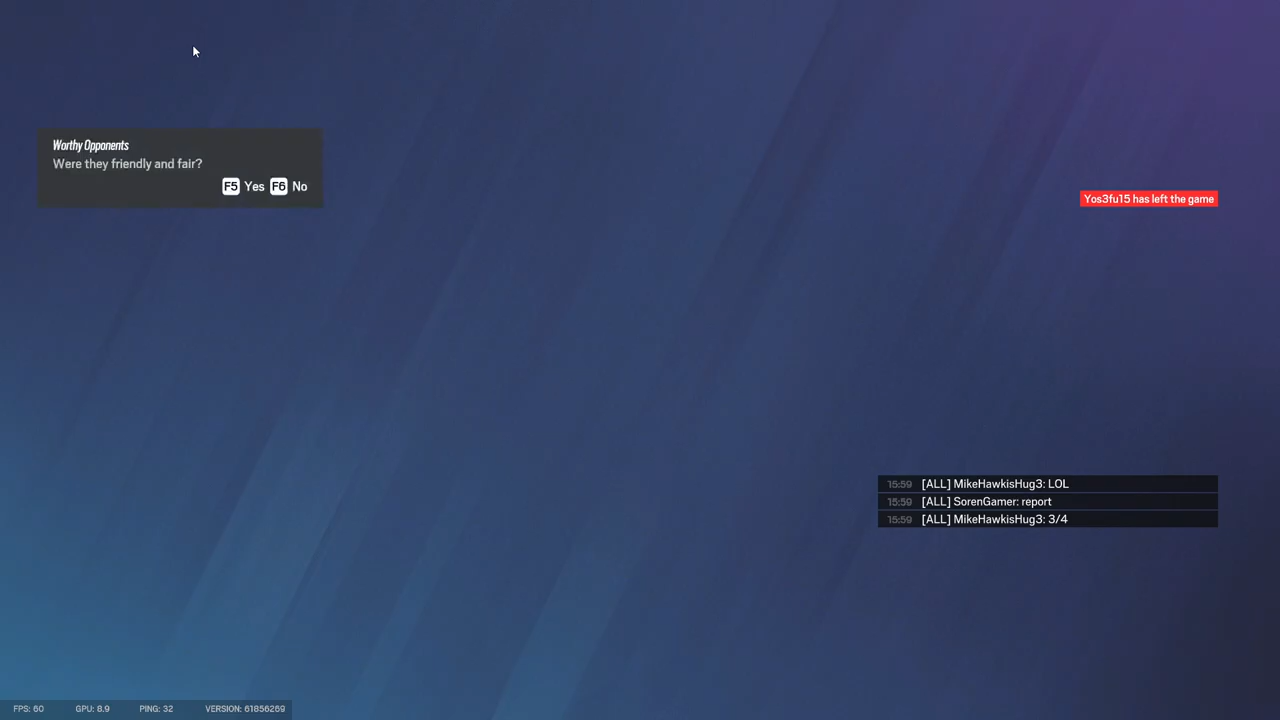 Worthy Opponents
Were they friendly and fair?
F5 Yes F6 No
Yos3fu15 has left the game
15:59 [ALL] MikeHawkisHug3: LOL
15:59 [ALL] SorenGamer: report
15:59 [ALL] MikeHawkisHug3: 3/4
FPS: 60 GPU: 8.9 PING: 32 VERSION: 61856269